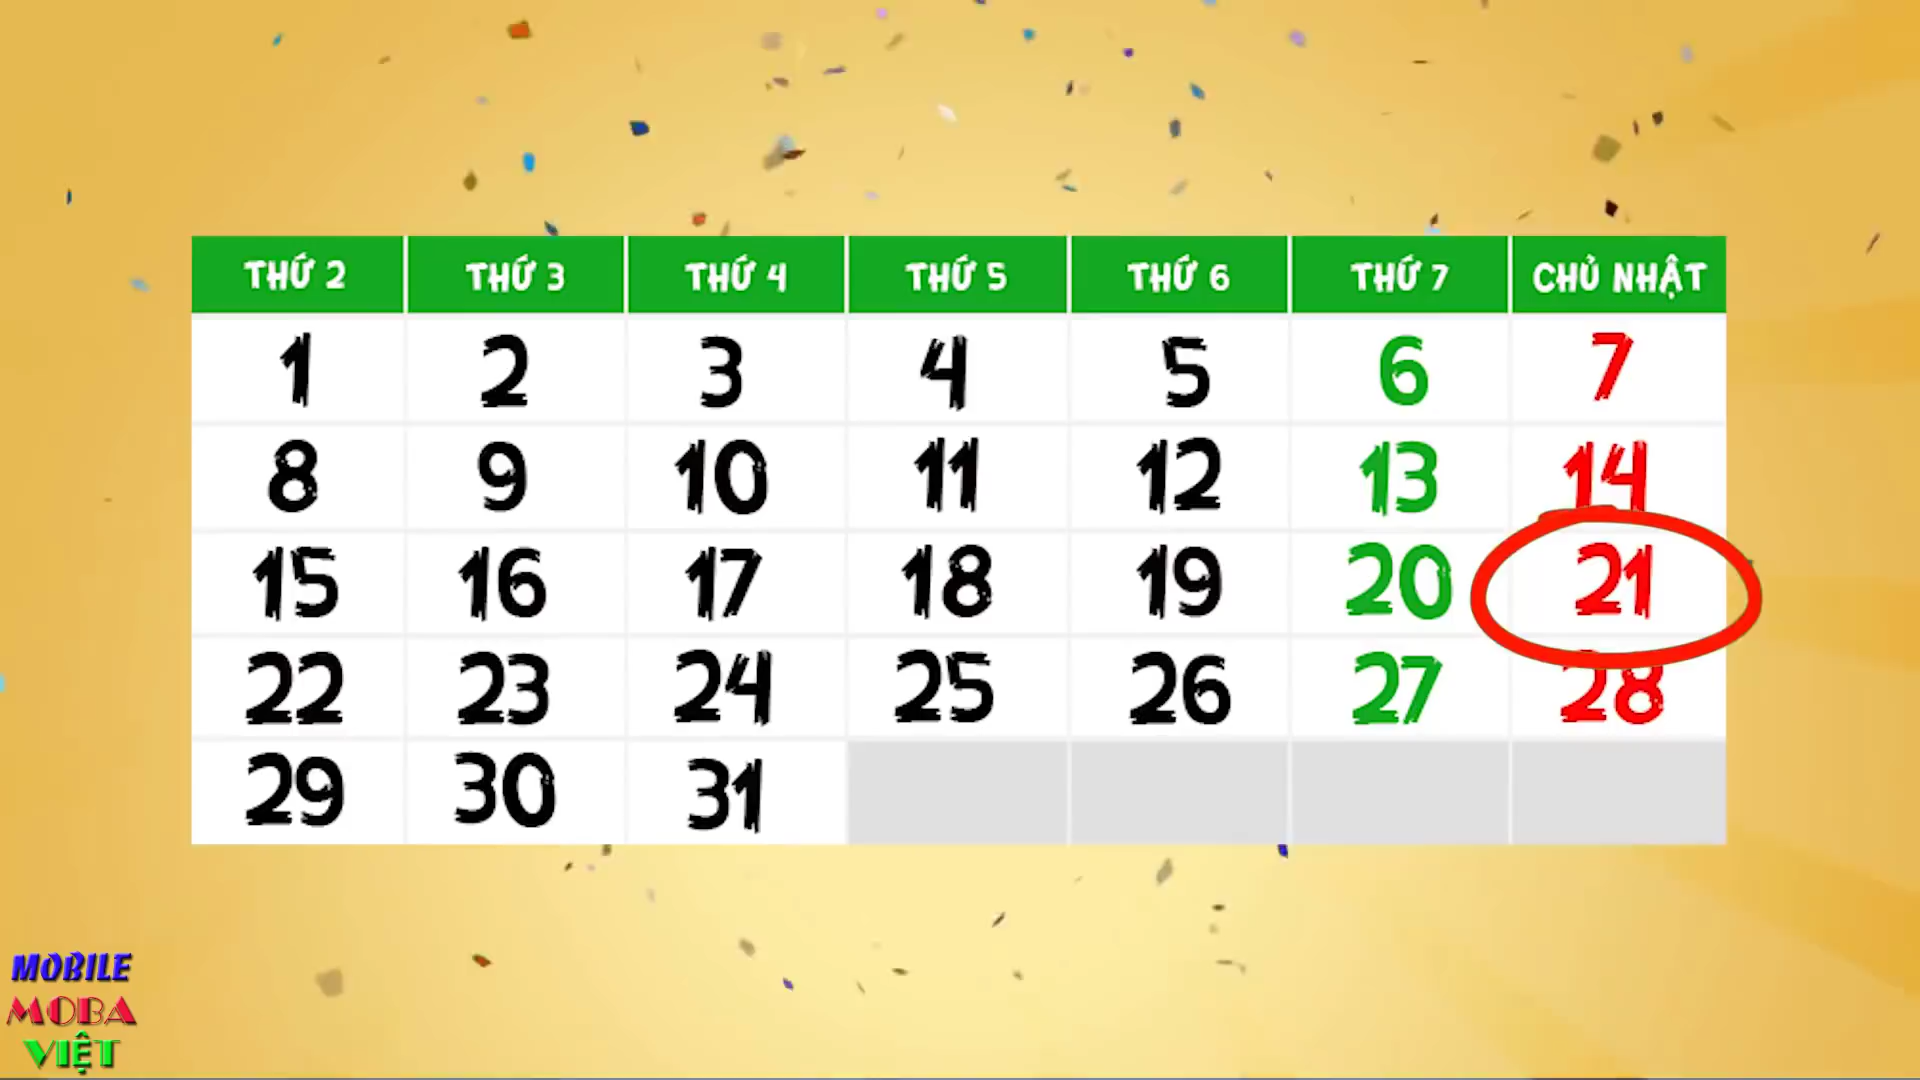 THỨ 2 THỨ 3 THỨ 4 THỨ 5 THỨ 6 THỨ 7 CHỦ NHẬT
1 2 3 4 5 6 7
8 9 10 11 12 13 14
15 16 17 18 19 20 21
22 23 24 25 26 27 28
29 30 31
MOBILE
MOBA
VIỆT